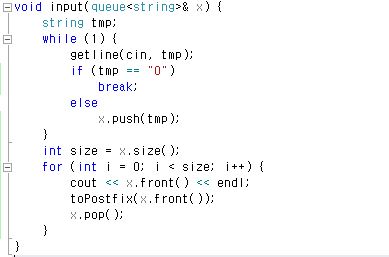 void input(queue<string>& x) {
    string tmp;
    while (1) {
        getline(cin, tmp);
        if (tmp == "0")
            break;
        else
            x.push(tmp);
    }
    int size = x.size();
    for (int i = 0; i < size; i++) {
        cout << x.front() << endl;
        toPostfix(x.front());
        x.pop();
    }
}